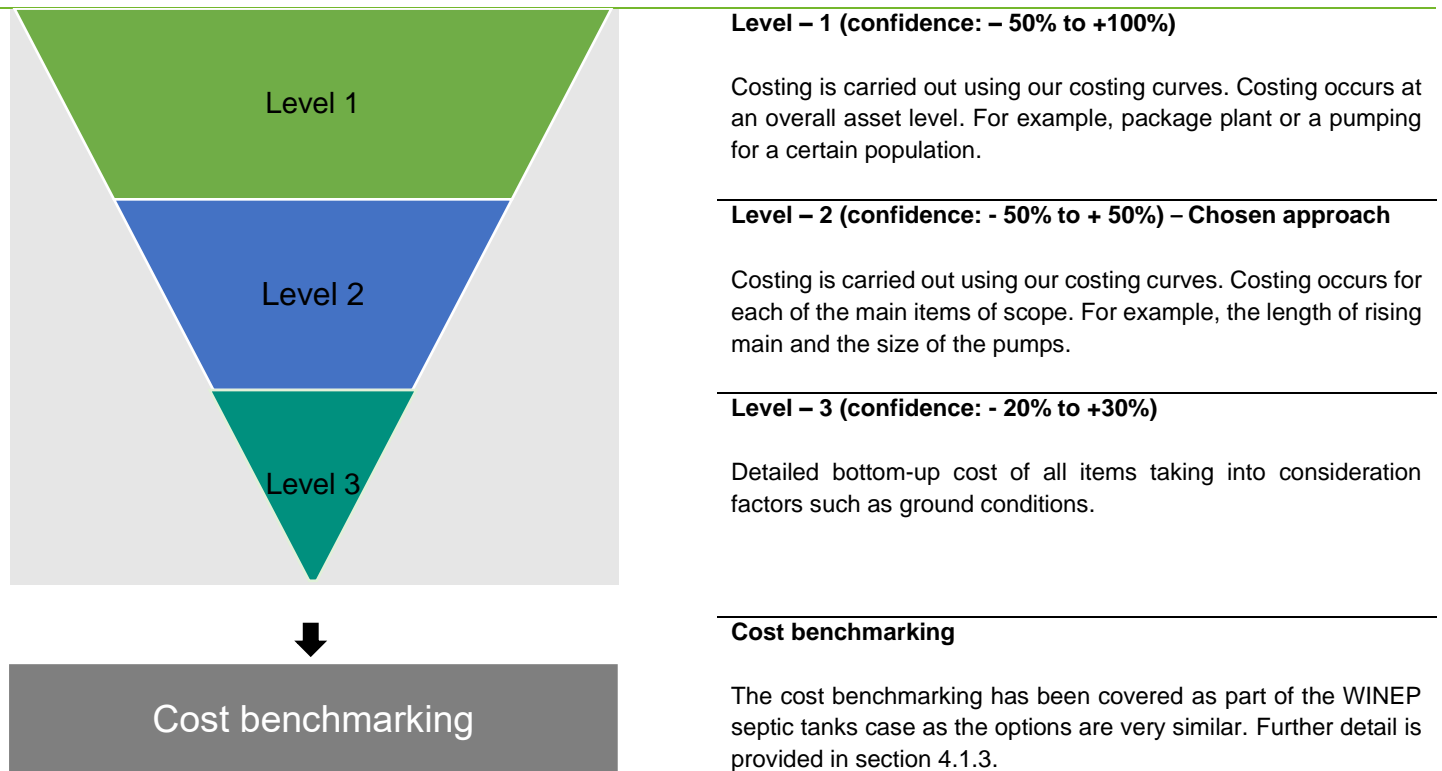 Level 1
Level 2
Level 3
Cost benchmarking
Level – 1 (confidence: – 50% to +100%)
Costing is carried out using our costing curves. Costing occurs at
an overall asset level. For example, package plant or a pumping
for a certain population.
Level – 2 (confidence: - 50% to + 50%) – Chosen approach
Costing is carried out using our costing curves. Costing occurs for
each of the main items of scope. For example, the length of rising
main and the size of the pumps.
Level – 3 (confidence: - 20% to +30%)
Detailed bottom-up cost of all items taking into consideration
factors such as ground conditions.
Cost benchmarking
The cost benchmarking has been covered as part of the WINEP
septic tanks case as the options are very similar. Further detail is
provided in section 4.1.3.